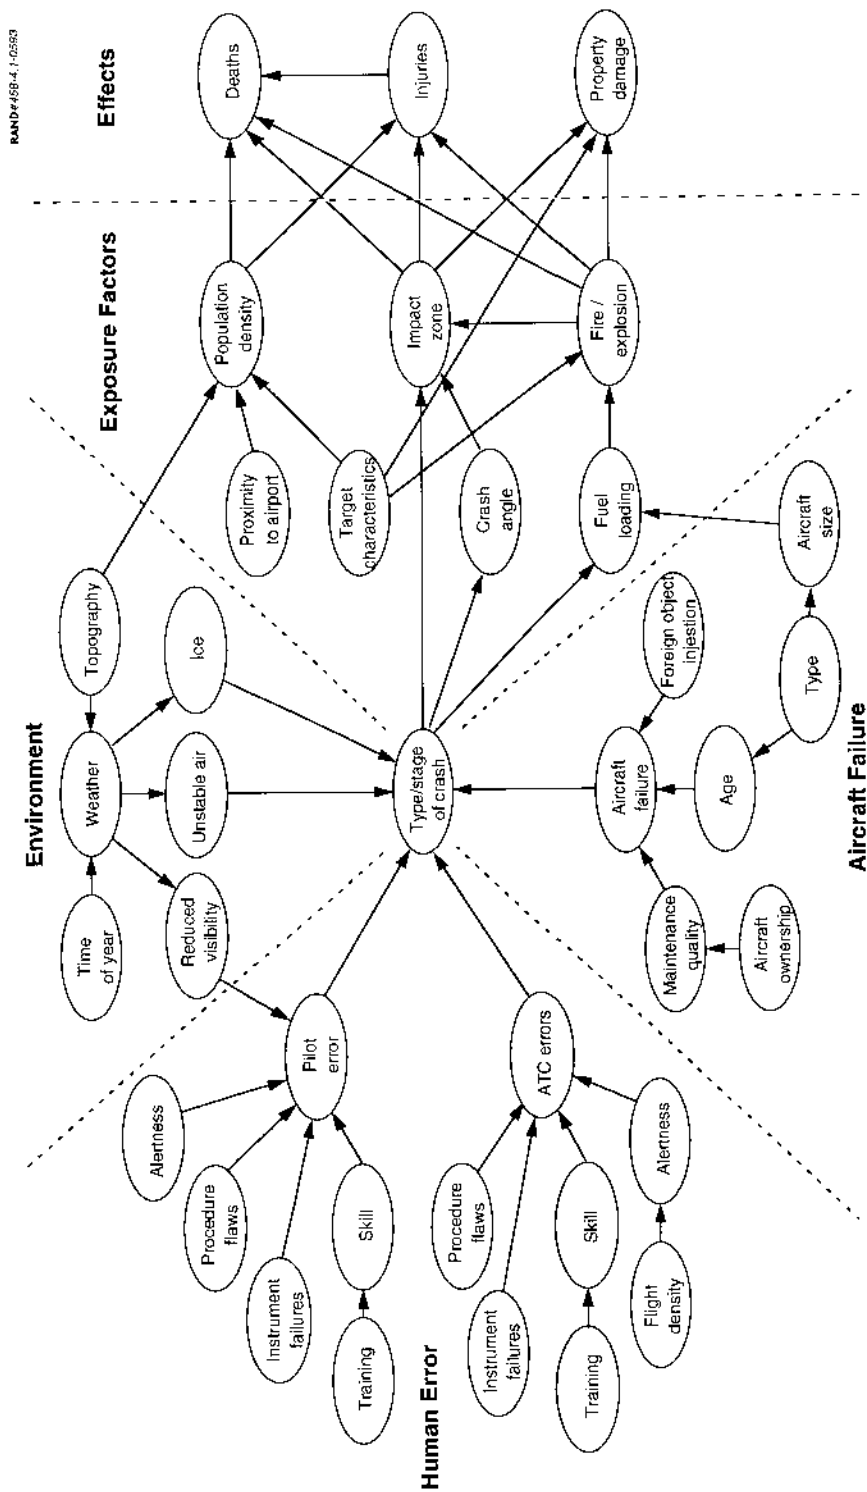 RAND#458-4.1-0593
Environment
Exposure Factors
Effects
Time
of year
Weather
Topography
Reduced
visibility
Unstable air
Ice
Alertness
Procedure
flaws
Instrument
failures
Pilot
error
Skill
Training
Human Error
Procedure
flaws
Instrument
failures
ATC errors
Skill
Training
Alertness
Flight
density
Type/stage
of crash
Proximity
to airport
Target
characteristics
Crash
angle
Fuel
loading
Population
density
Impact
zone
Fire /
explosion
Deaths
Injuries
Property
damage
Maintenance
quality
Aircraft
ownership
Aircraft
failure
Age
Foreign object
injestion
Type
Aircraft
size
Aircraft Failure